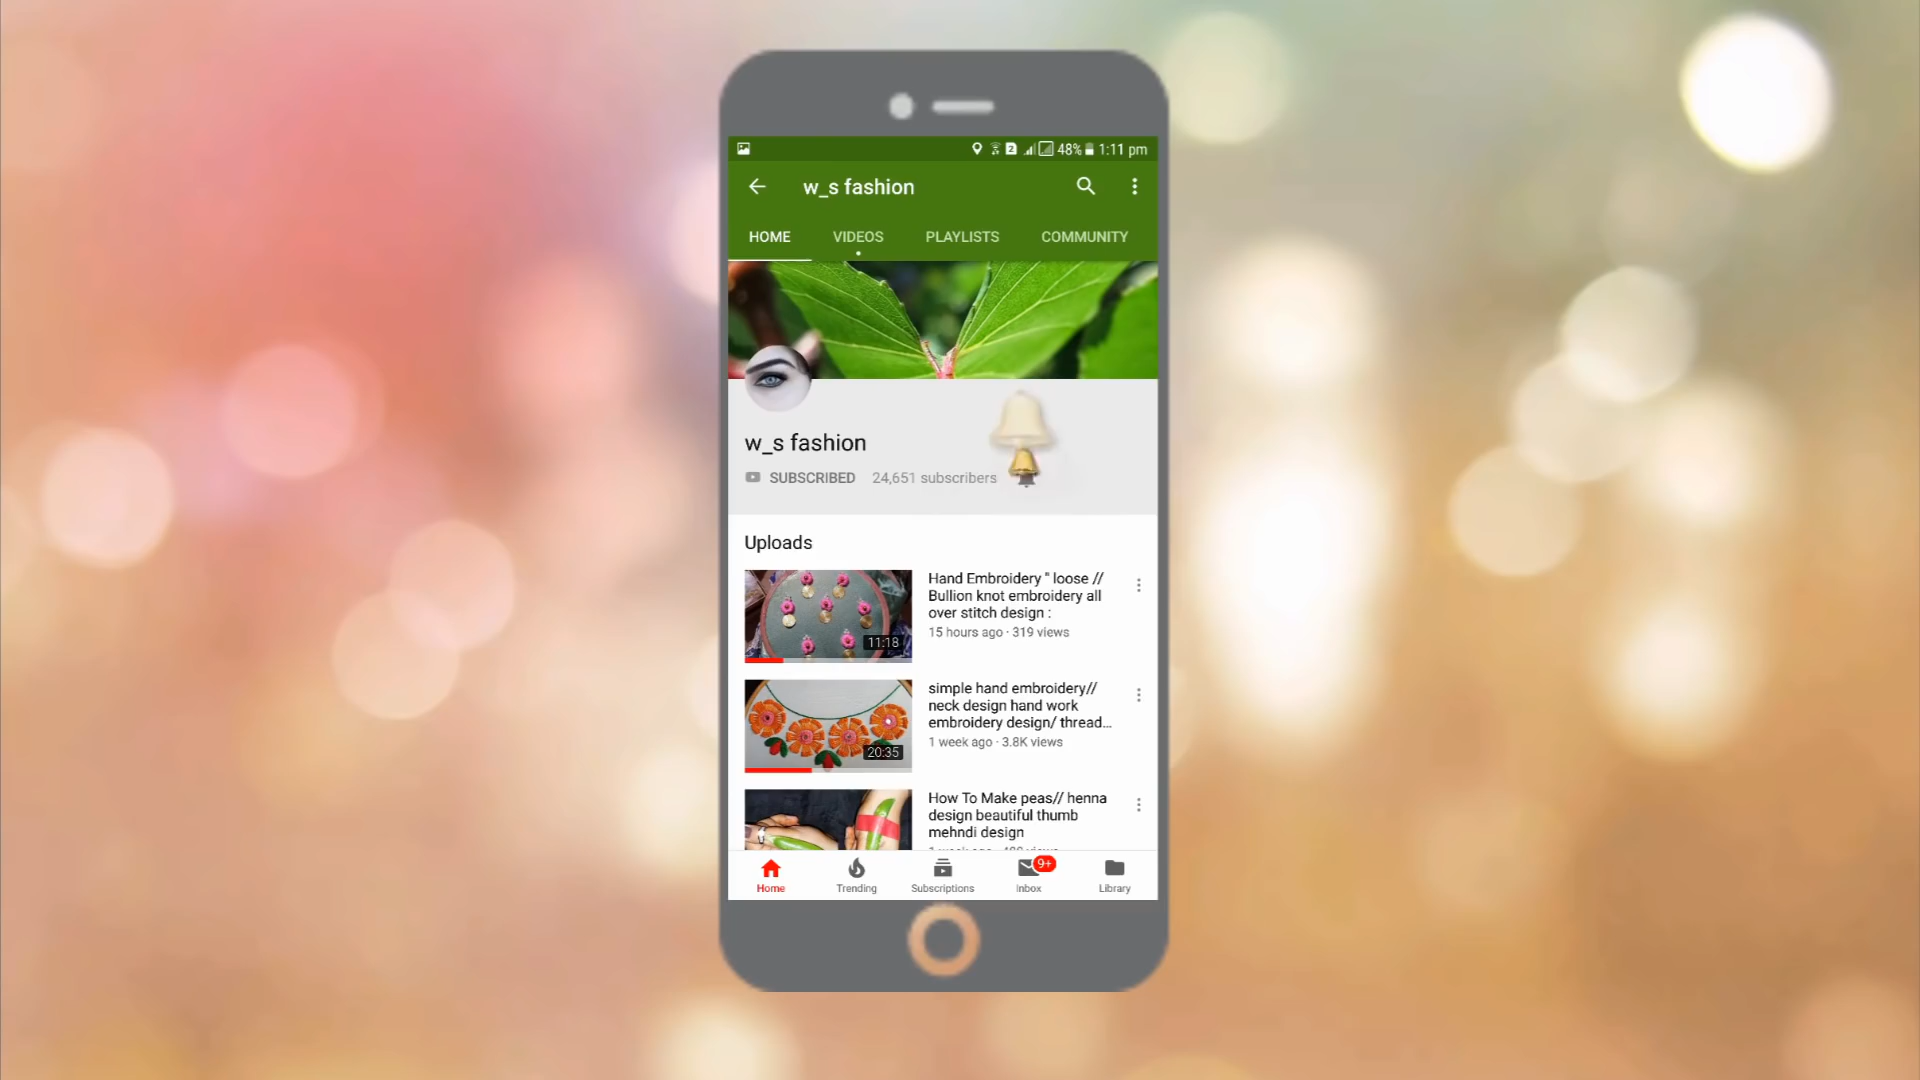 2 48% 1:11 pm
w_s fashion
HOME VIDEOS PLAYLISTS COMMUNITY
w_s fashion
SUBSCRIBED 24,651 subscribers
Uploads
Hand Embroidery " loose //
Bullion knot embroidery all
over stitch design :
15 hours ago · 319 views
11:18
simple hand embroidery//
neck design hand work
embroidery design/ thread...
1 week ago · 3.8K views
20:35
How To Make peas// henna
design beautiful thumb
mehndi design
9+
Home Trending Subscriptions Inbox Library